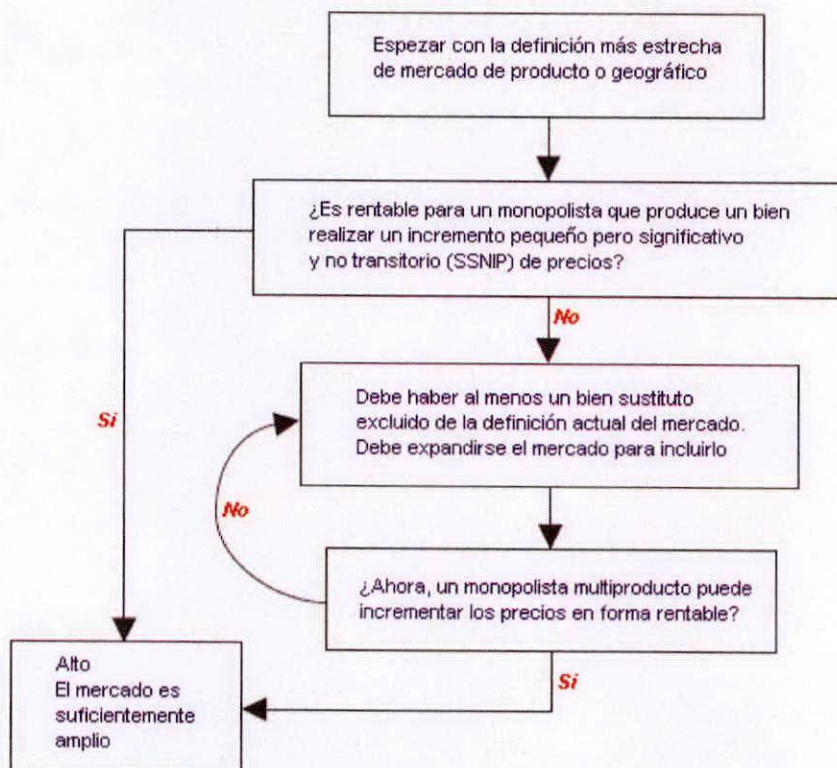 Espezar con la definición más estrecha
de mercado de producto o geográfico
¿Es rentable para un monopolista que produce un bien
realizar un incremento pequeño pero significativo
y no transitorio (SSNIP) de precios?
No
Debe haber al menos un bien sustituto
excluido de la definición actual del mercado.
Debe expandirse el mercado para incluirlo
Si
No
¿Ahora, un monopolista multiproducto puede
incrementar los precios en forma rentable?
Si
Alto
El mercado es
suficientemente
amplio